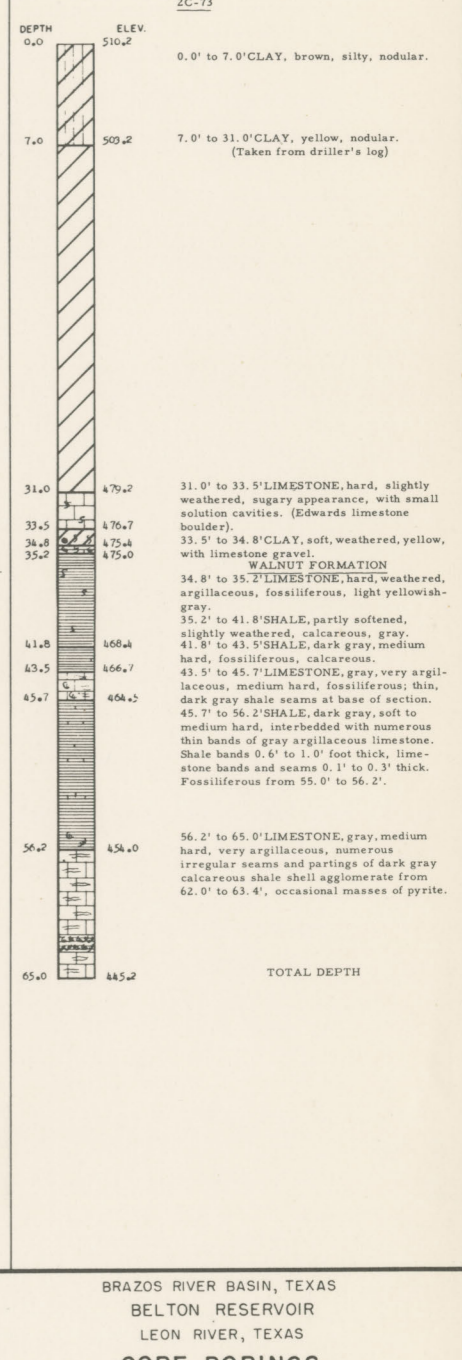 2C-73
DEPTH ELEV.
0.0 510.2
0.0' to 7.0' CLAY, brown, silty, nodular.
7.0 503.2
7.0' to 31.0' CLAY, yellow, nodular.
(Taken from driller's log)
31.0 479.2
31.0' to 33.5' LIMESTONE, hard, slightly
weathered, sugary appearance, with small
solution cavities. (Edwards limestone
boulder).
33.5 476.7
33.5' to 34.8' CLAY, soft, weathered, yellow,
with limestone gravel.
34.8 475.4
WALNUT FORMATION
35.2 475.0
34.8' to 35.2' LIMESTONE, hard, weathered,
argillaceous, fossiliferous, light yellowish-
gray.
35.2' to 41.8' SHALE, partly softened,
slightly weathered, calcareous, gray.
41.8 468.4
41.8' to 43.5' SHALE, dark gray, medium
hard, fossiliferous, calcareous.
43.5 466.7
43.5' to 45.7' LIMESTONE, gray, very argil-
laceous, medium hard, fossiliferous; thin,
dark gray shale seams at base of section.
45.7 464.5
45.7' to 56.2' SHALE, dark gray, soft to
medium hard, interbedded with numerous
thin bands of gray argillaceous limestone.
Shale bands 0.6' to 1.0' foot thick, lime-
stone bands and seams 0.1' to 0.3' thick.
Fossiliferous from 55.0' to 56.2'.
56.2 454.0
56.2' to 65.0' LIMESTONE, gray, medium
hard, very argillaceous, numerous
irregular seams and partings of dark gray
calcareous shale shell agglomerate from
62.0' to 63.4', occasional masses of pyrite.
65.0 445.2
TOTAL DEPTH
BRAZOS RIVER BASIN, TEXAS
BELTON RESERVOIR
LEON RIVER, TEXAS
CORE BORINGS